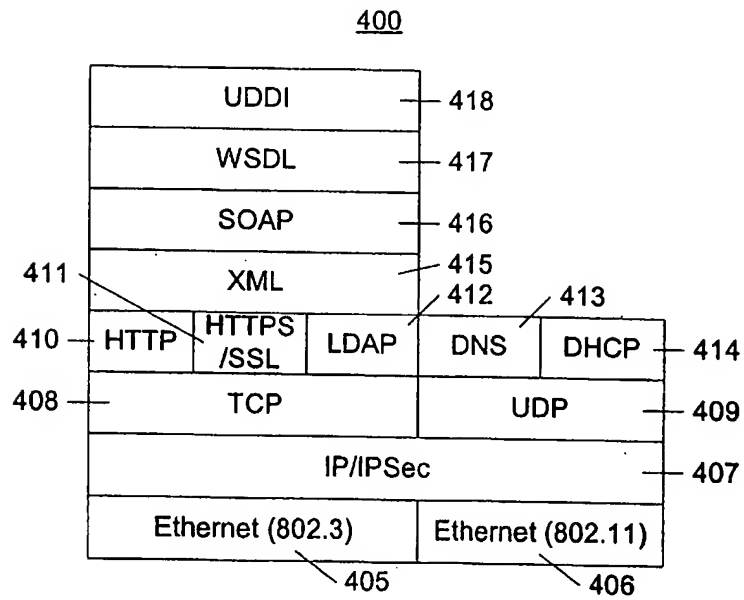 400
UDDI 418
WSDL 417
SOAP 416
411 XML 415
412 413
410 HTTP HTTPS /SSL LDAP DNS DHCP 414
408 TCP UDP 409
IP/IPSec 407
Ethernet (802.3) Ethernet (802.11)
405 406